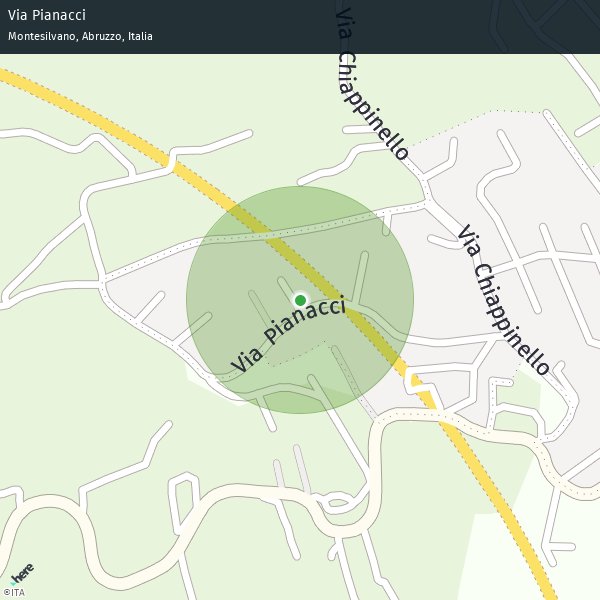 Via Pianacci
Montesilvano, Abruzzo, Italia
Via Chiappinello
Via Chiappinello
Via Pianacci
here
©ITA